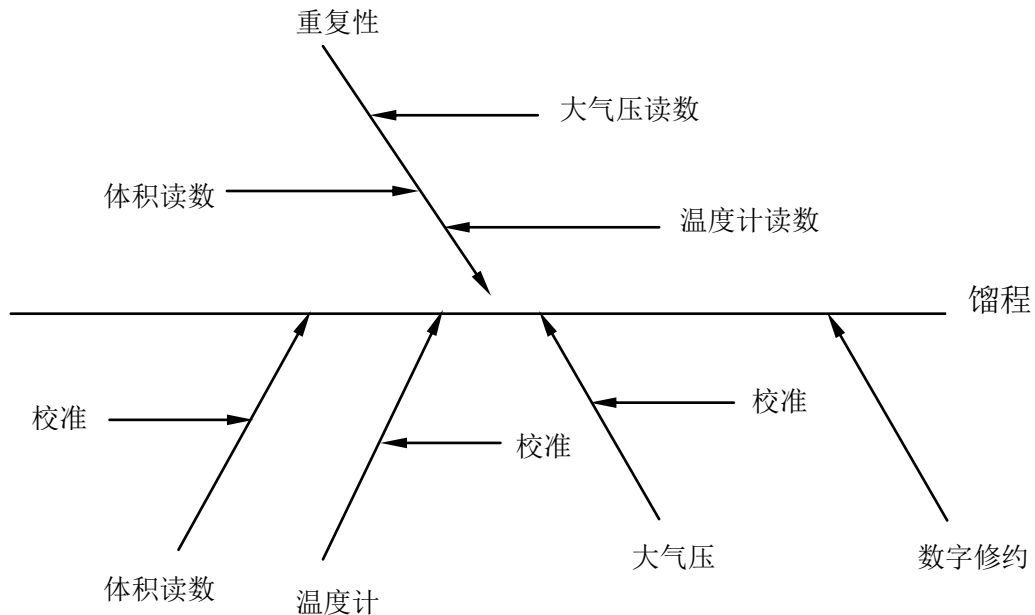 重复性
大气压读数
体积读数
温度计读数
馏程
校准
校准
校准
体积读数
温度计
大气压
数字修约